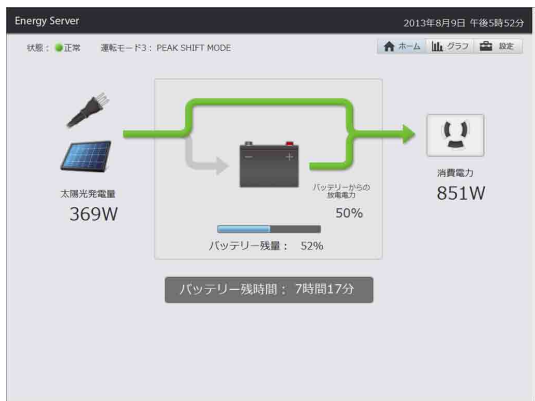 Energy Server
2013年8月9日 午後5時52分
状態： 正常 運転モード3： PEAK SHIFT MODE
ホーム グラフ 設定
太陽光発電量
369W
バッテリーからの
放電電力
50%
バッテリー残量： 52%
消費電力
851W
バッテリー残時間： 7時間17分